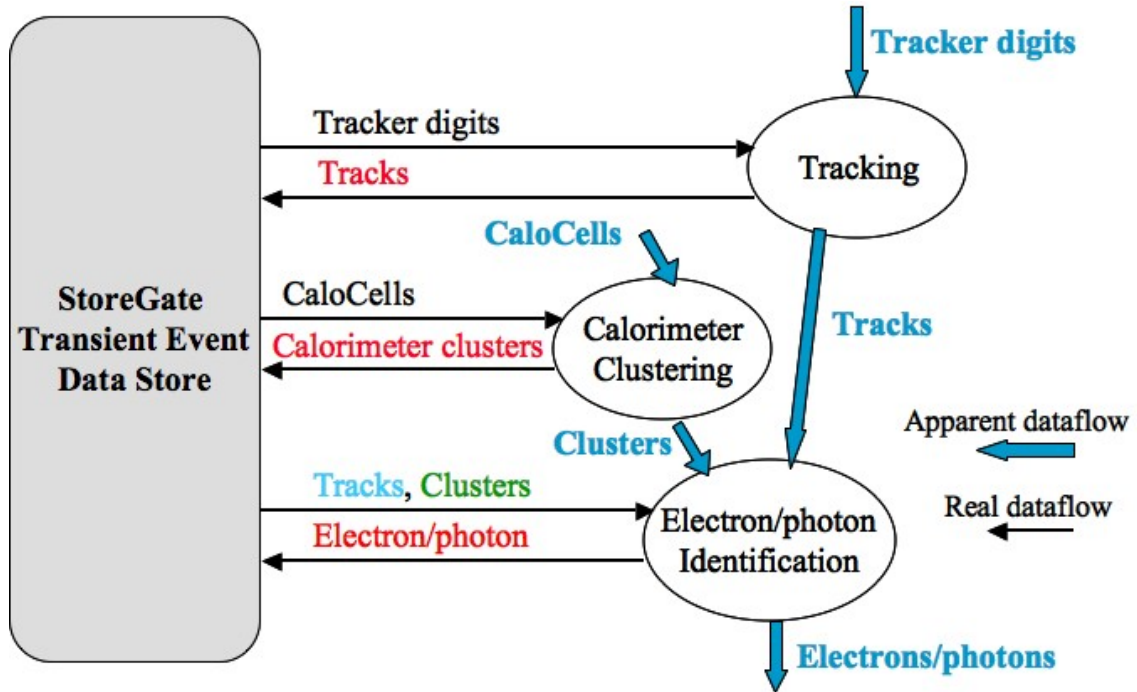 Tracker digits
Tracker digits
Tracks
Tracking
CaloCells
StoreGate
Transient Event
Data Store
CaloCells
Calorimeter clusters
Calorimeter
Clustering
Tracks
Clusters
Apparent dataflow
Tracks, Clusters
Electron/photon
Electron/photon
Identification
Real dataflow
Electrons/photons